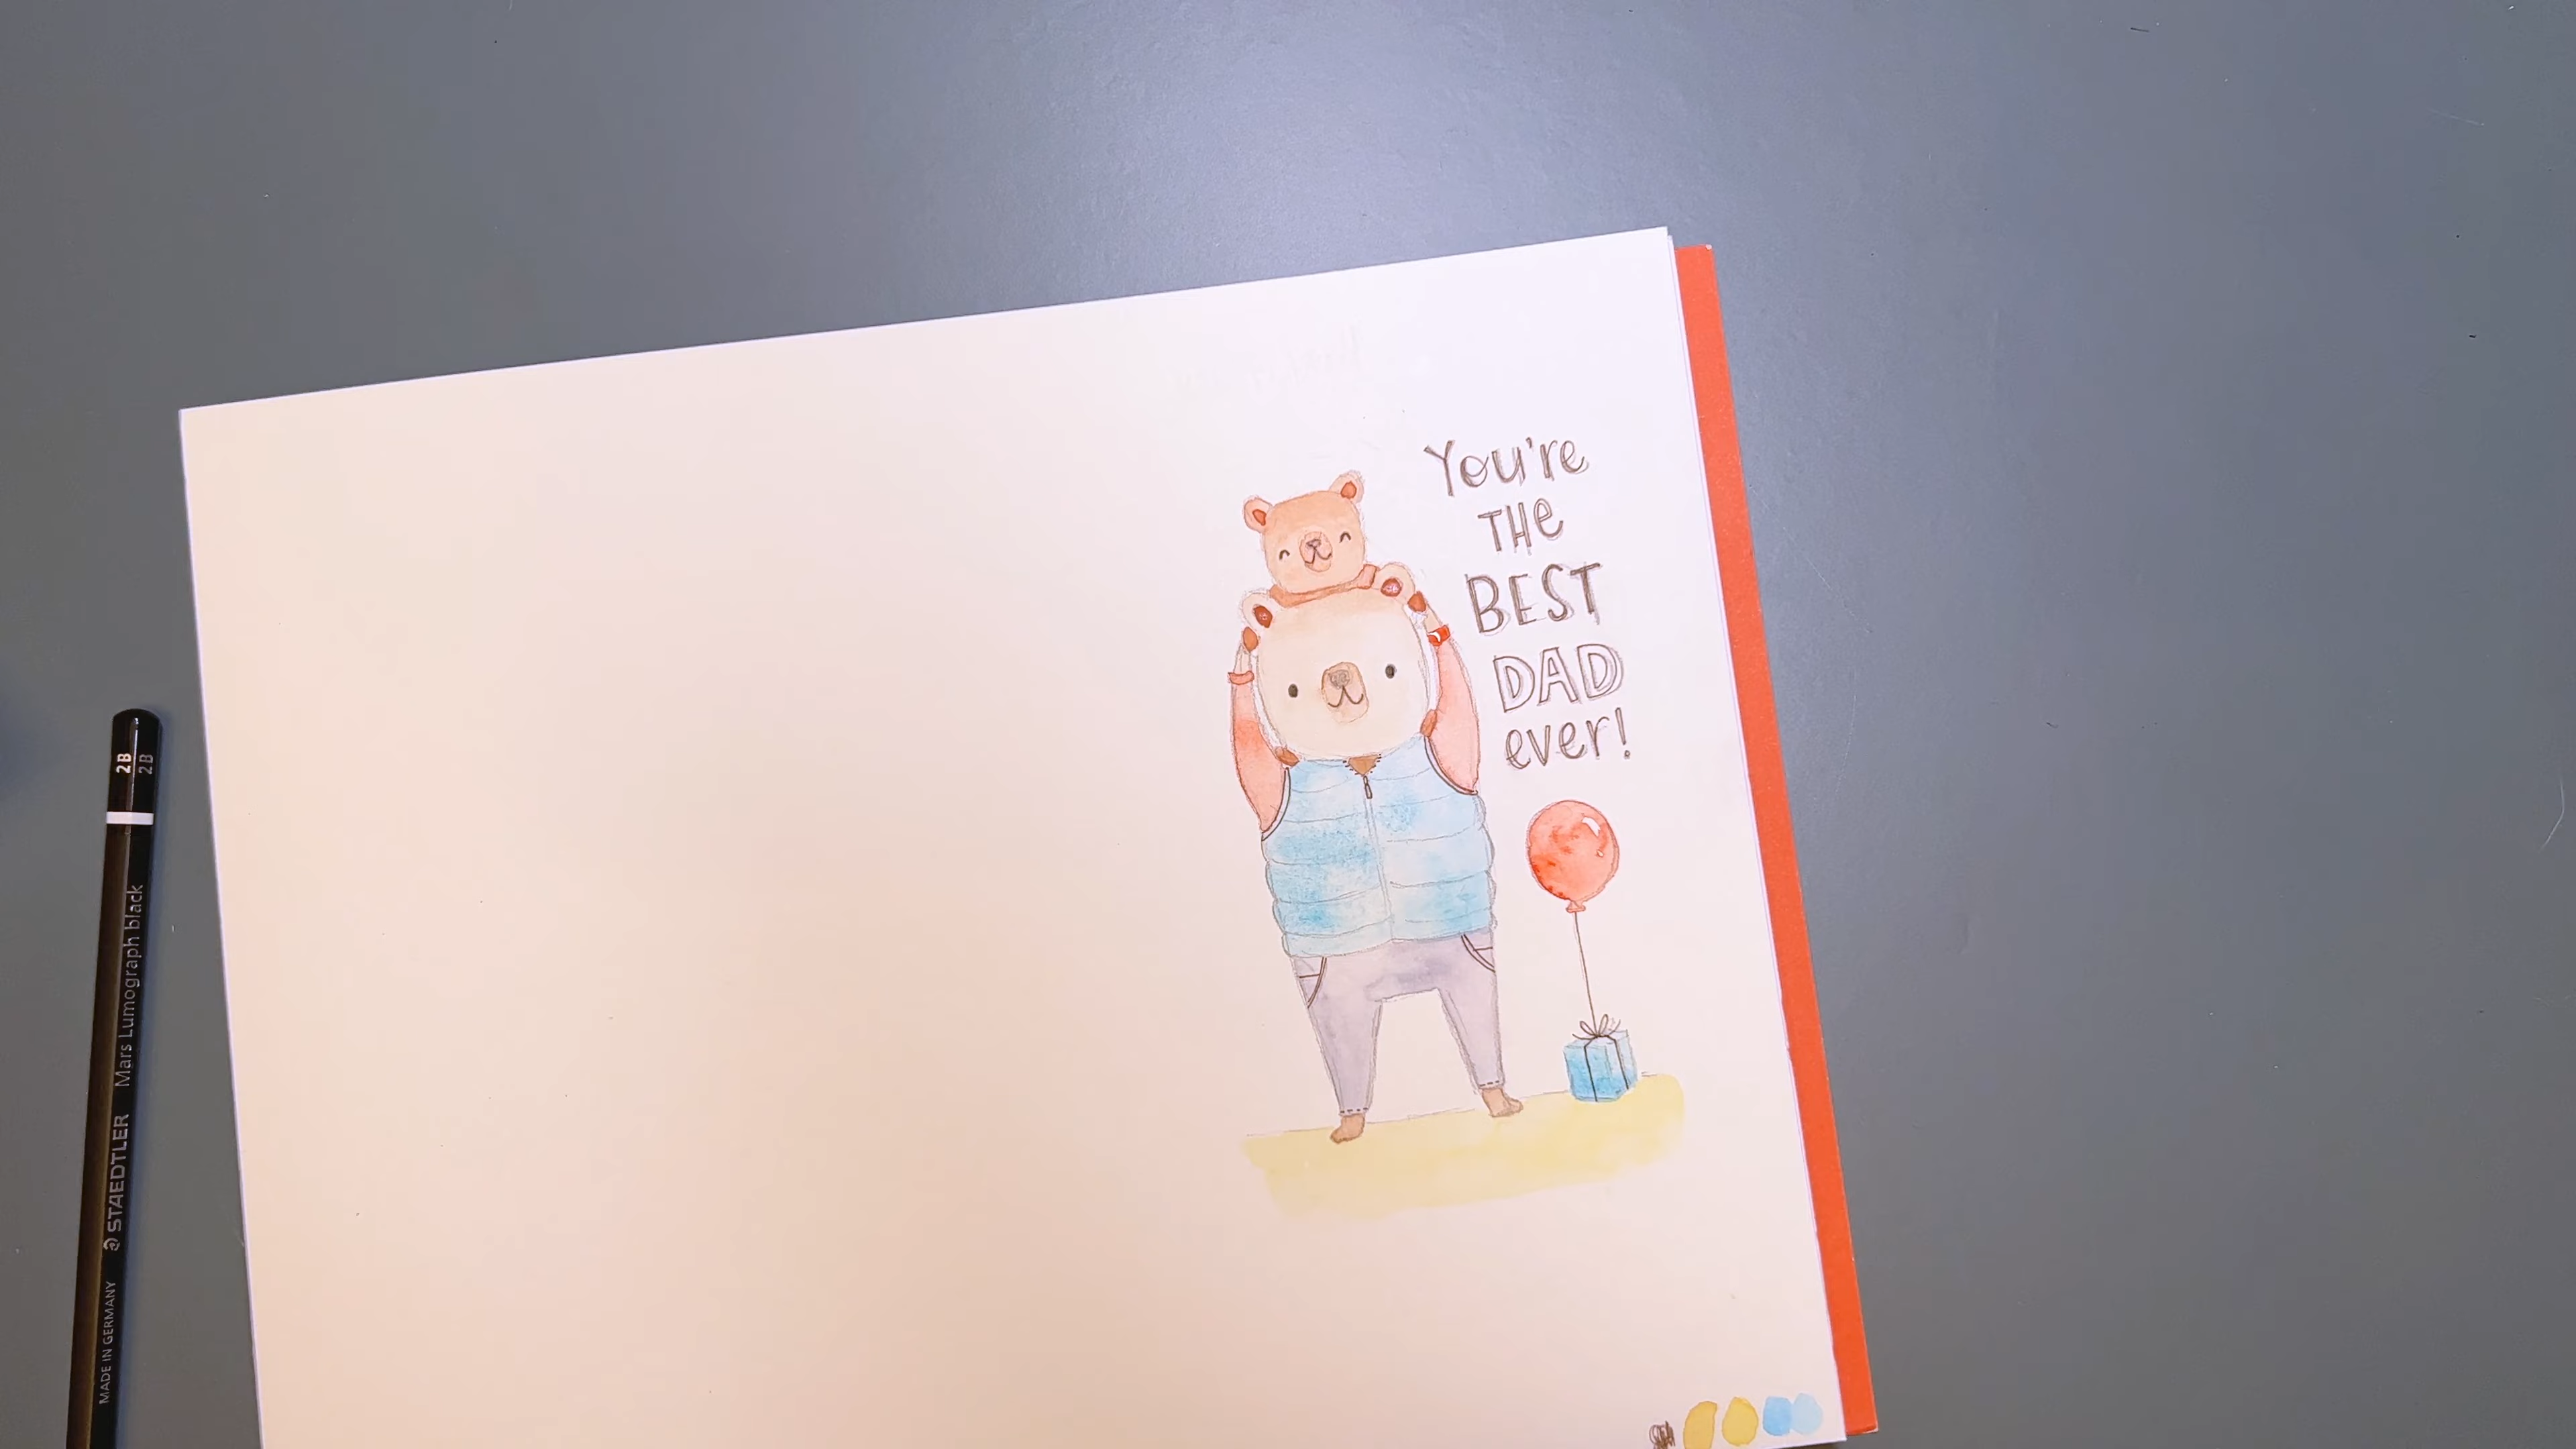 You're
THE
BEST
DAD
ever!
2B
2B
MADE IN GERMANY STAEDTLER Mars Lumograph black